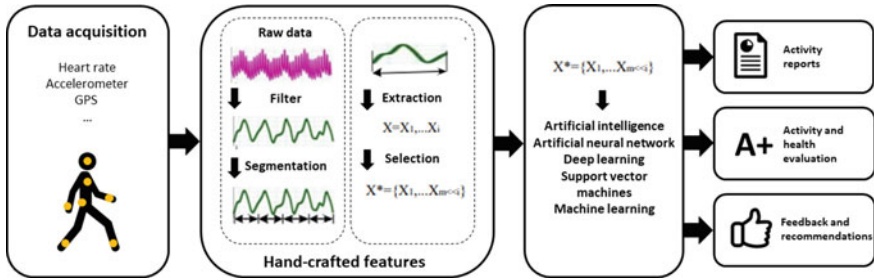 Data acquisition
Heart rate
Accelerometer
GPS
...
Raw data
Filter
Segmentation
Extraction
X=X1,...Xi
Selection
X*={X1,...Xm<<i}
Hand-crafted features
X*={X1,...Xm<<i}
Artificial intelligence
Artificial neural network
Deep learning
Support vector
machines
Machine learning
Activity
reports
A+
Activity and
health
evaluation
Feedback and
recommendations